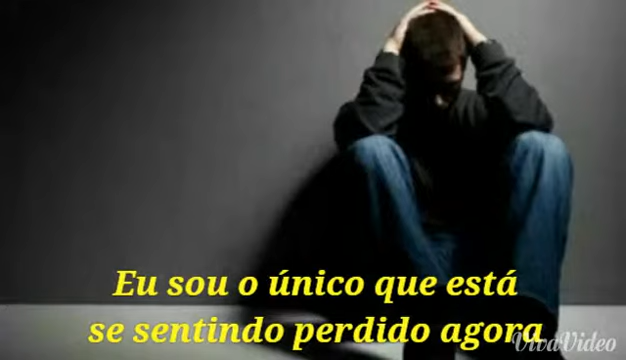 Eu sou o único que está
se sentindo perdido agora
VivaVideo